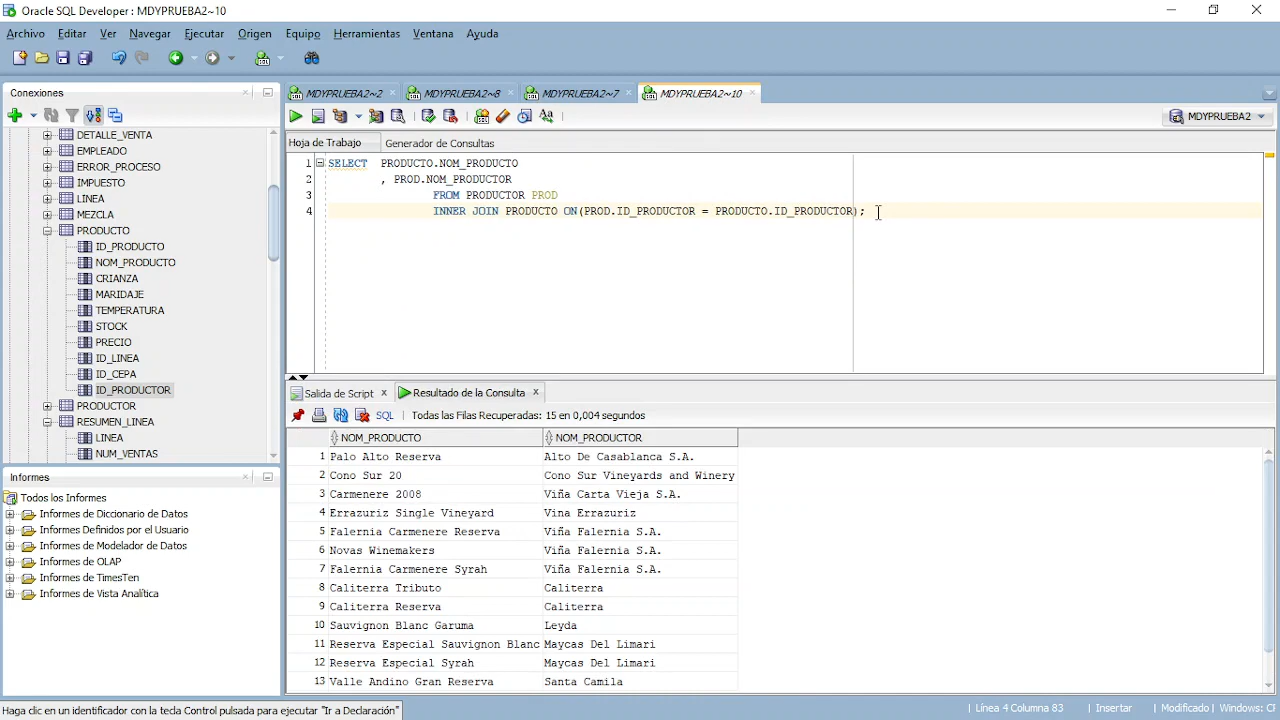 Oracle SQL Developer : MDYPRUEBA2~10
Archivo Editar Ver Navegar Ejecutar Origen Equipo Herramientas Ventana Ayuda
Conexiones
DETALLE_VENTA
EMPLEADO
ERROR_PROCESO
IMPUESTO
LINEA
MEZCLA
PRODUCTO
ID_PRODUCTO
NOM_PRODUCTO
CRIANZA
MARIDAJE
TEMPERATURA
STOCK
PRECIO
ID_LINEA
ID_CEPA
ID_PRODUCTOR
PRODUCTOR
RESUMEN_LINEA
LINEA
NUM_VENTAS
Informes
Todos los Informes
Informes de Diccionario de Datos
Informes Definidos por el Usuario
Informes de Modelador de Datos
Informes de OLAP
Informes de TimesTen
Informes de Vista Analítica
MDYPRUEBA2~2 MDYPRUEBA2~8 MDYPRUEBA2~7 MDYPRUEBA2~10
MDYPRUEBA2
Hoja de Trabajo Generador de Consultas
1 SELECT PRODUCTO.NOM_PRODUCTO
2 , PROD.NOM_PRODUCTOR
3 FROM PRODUCTOR PROD
4 INNER JOIN PRODUCTO ON(PROD.ID_PRODUCTOR = PRODUCTO.ID_PRODUCTOR);
Salida de Script Resultado de la Consulta
SQL Todas las Filas Recuperadas: 15 en 0,004 segundos
NOM_PRODUCTO NOM_PRODUCTOR
1 Palo Alto Reserva Alto De Casablanca S.A.
2 Cono Sur 20 Cono Sur Vineyards and Winery
3 Carmenere 2008 Viña Carta Vieja S.A.
4 Errazuriz Single Vineyard Vina Errazuriz
5 Falernia Carmenere Reserva Viña Falernia S.A.
6 Novas Winemakers Viña Falernia S.A.
7 Falernia Carmenere Syrah Viña Falernia S.A.
8 Caliterra Tributo Caliterra
9 Caliterra Reserva Caliterra
10 Sauvignon Blanc Garuma Leyda
11 Reserva Especial Sauvignon Blanc Maycas Del Limari
12 Reserva Especial Syrah Maycas Del Limari
13 Valle Andino Gran Reserva Santa Camila
Haga clic en un identificador con la tecla Control pulsada para ejecutar "Ir a Declaración"
Línea 4 Columna 83 Insertar Modificado Windows: CF